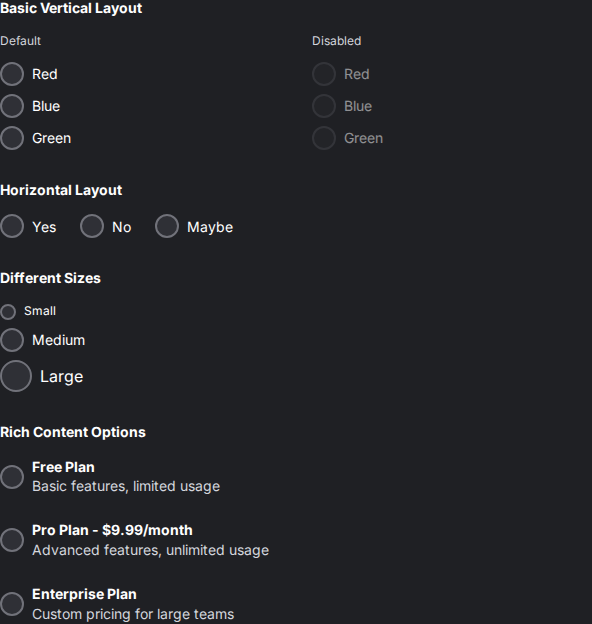 Basic Vertical Layout
Default
Red
Blue
Green
Disabled
Red
Blue
Green
Horizontal Layout
Yes No Maybe
Different Sizes
Small
Medium
Large
Rich Content Options
Free Plan
Basic features, limited usage
Pro Plan - $9.99/month
Advanced features, unlimited usage
Enterprise Plan
Custom pricing for large teams